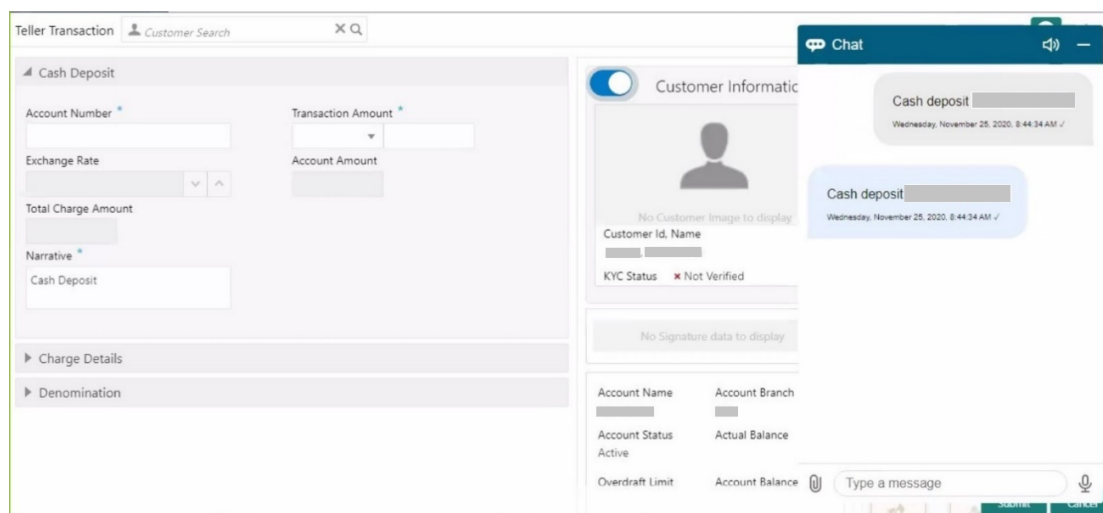 Teller Transaction
Customer Search
Cash Deposit
Account Number *
Transaction Amount *
Exchange Rate
Account Amount
Total Charge Amount
Narrative *
Cash Deposit
Charge Details
Denomination
Customer Informatic
No Customer Image to display
Customer Id, Name
KYC Status × Not Verified
No Signature data to display
Account Name Account Branch
Account Status Actual Balance
Active
Overdraft Limit Account Balance
Chat
Cash deposit
Wednesday, November 25, 2020, 8:44:34 AM ✓
Cash deposit
Wednesday, November 25, 2020, 8:44:34 AM ✓
Type a message
Submit Cancel